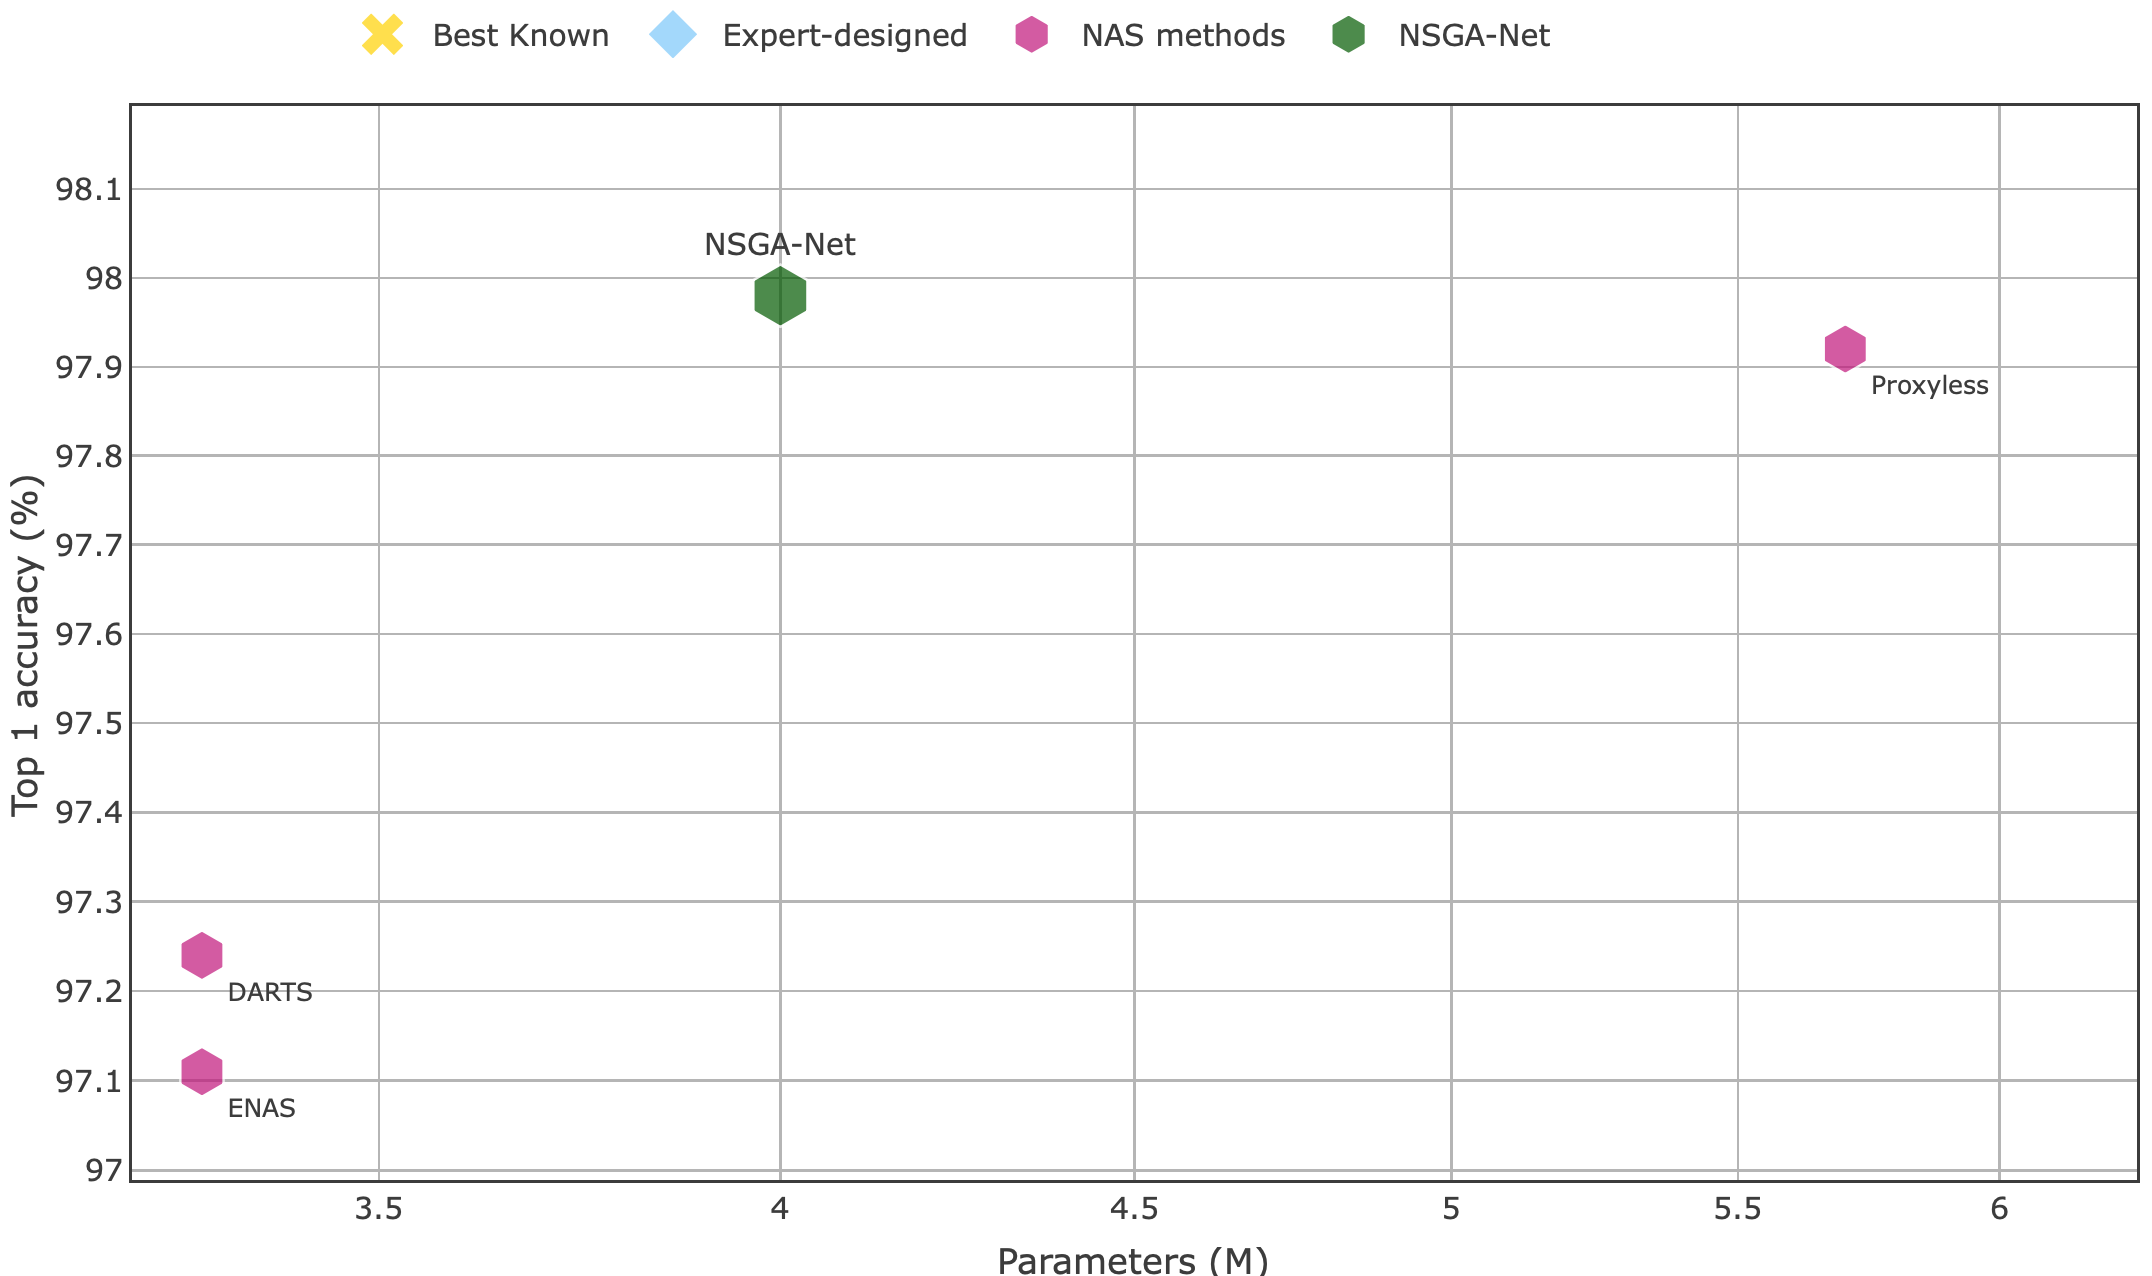 Best Known Expert-designed NAS methods NSGA-Net
98.1
NSGA-Net
98
97.9
Proxyless
97.8
97.7
97.6
97.5
97.4
97.3
97.2
DARTS
97.1
ENAS
97
Top 1 accuracy (%)
3.5 4 4.5 5 5.5 6
Parameters (M)